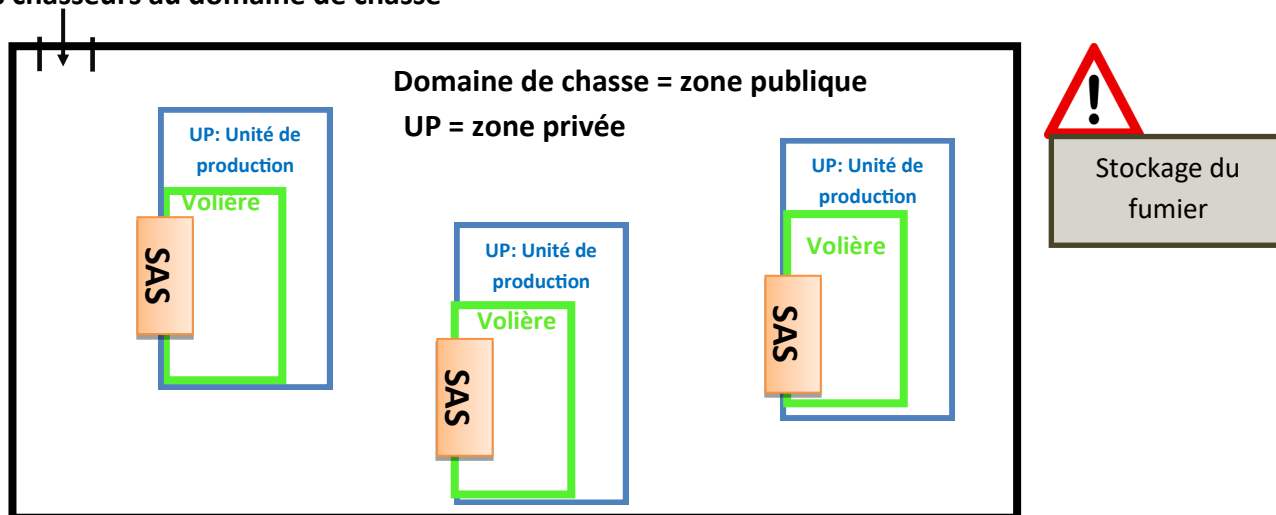 chasseurs au domaine de chasse
Domaine de chasse = zone publique
UP = zone privée
UP: Unité de
production
Volière
SAS
UP: Unité de
production
Volière
SAS
UP: Unité de
production
Volière
SAS
Stockage du
fumier